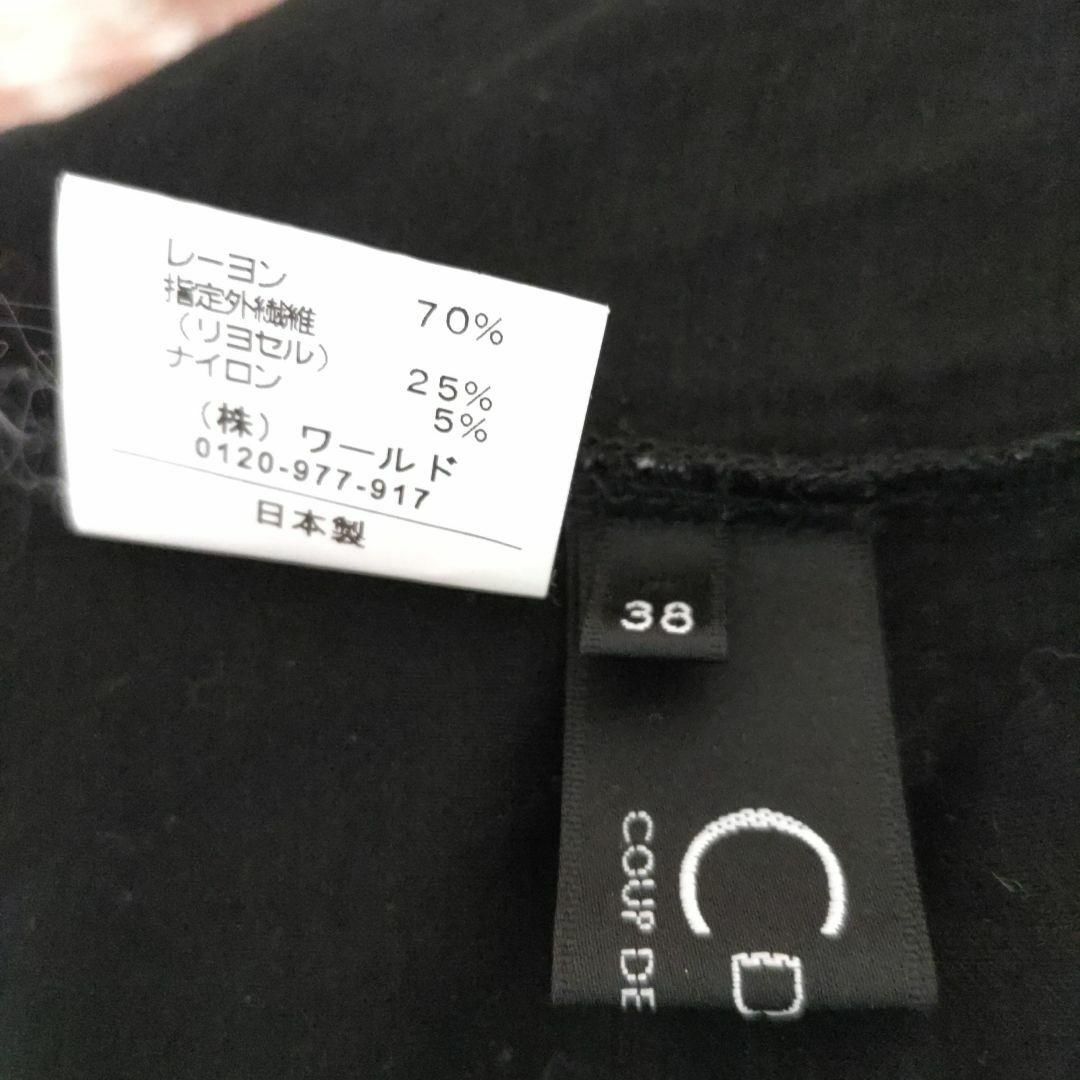 レーヨン 70%
指定外繊維
（リヨセル） 25%
ナイロン 5%
（株）ワールド
0120-977-917
日本製
38
CD
COUP DE